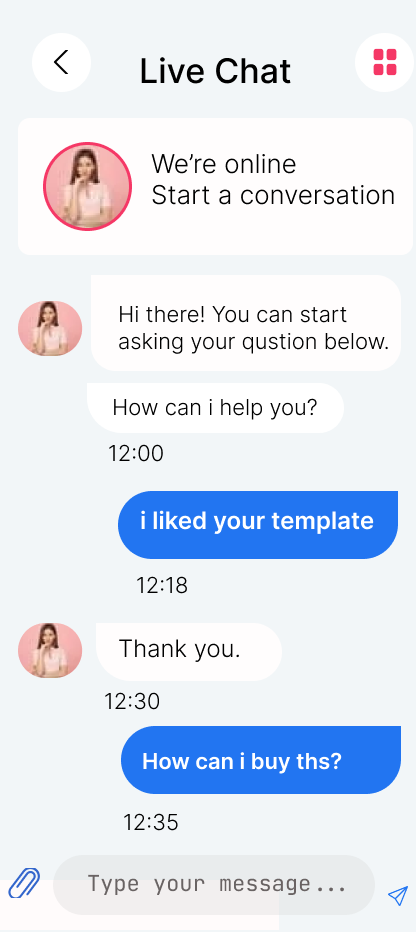 Live Chat
We’re online
Start a conversation
Hi there! You can start
asking your qustion below.
How can i help you?
12:00
i liked your template
12:18
Thank you.
12:30
How can i buy ths?
12:35
Type your message...